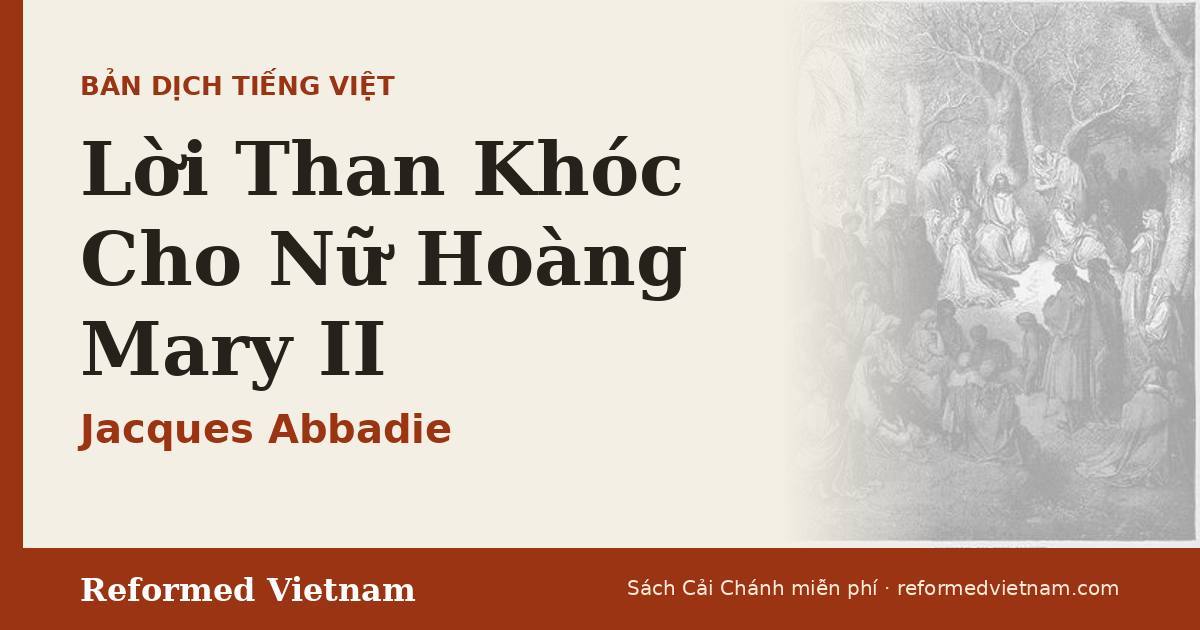 BẢN DỊCH TIẾNG VIỆT
Lời Than Khóc
Cho Nữ Hoàng
Mary II
Jacques Abbadie
Reformed Vietnam
Sách Cải Chánh miễn phí · reformedvietnam.com